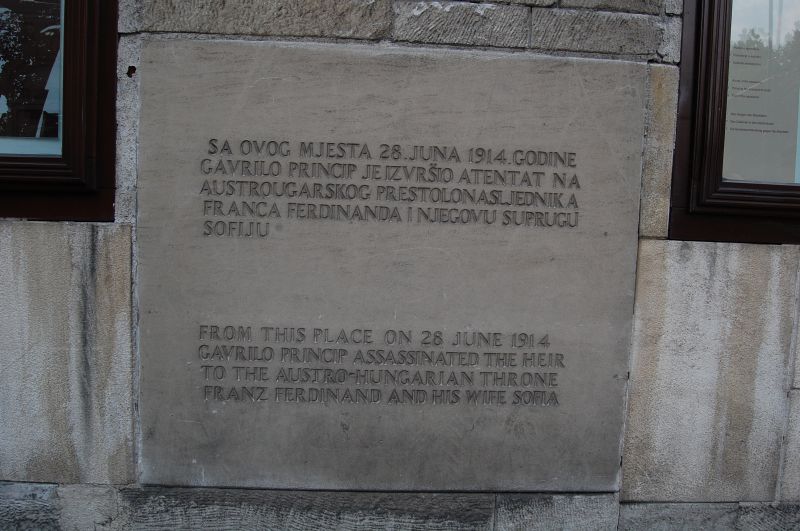 SA OVOG MJESTA 28.JUNA 1914.GODINE
GAVRILO PRINCIP JE IZVRŠIO ATENTAT NA
AUSTROUGARSKOG PRESTOLONASLJEDNIKA
FRANCA FERDINANDA I NJEGOVU SUPRUGU
SOFIJU
FROM THIS PLACE ON 28 JUNE 1914
GAVRILO PRINCIP ASSASSINATED THE HEIR
TO THE AUSTRO-HUNGARIAN THRONE
FRANZ FERDINAND AND HIS WIFE SOFIA